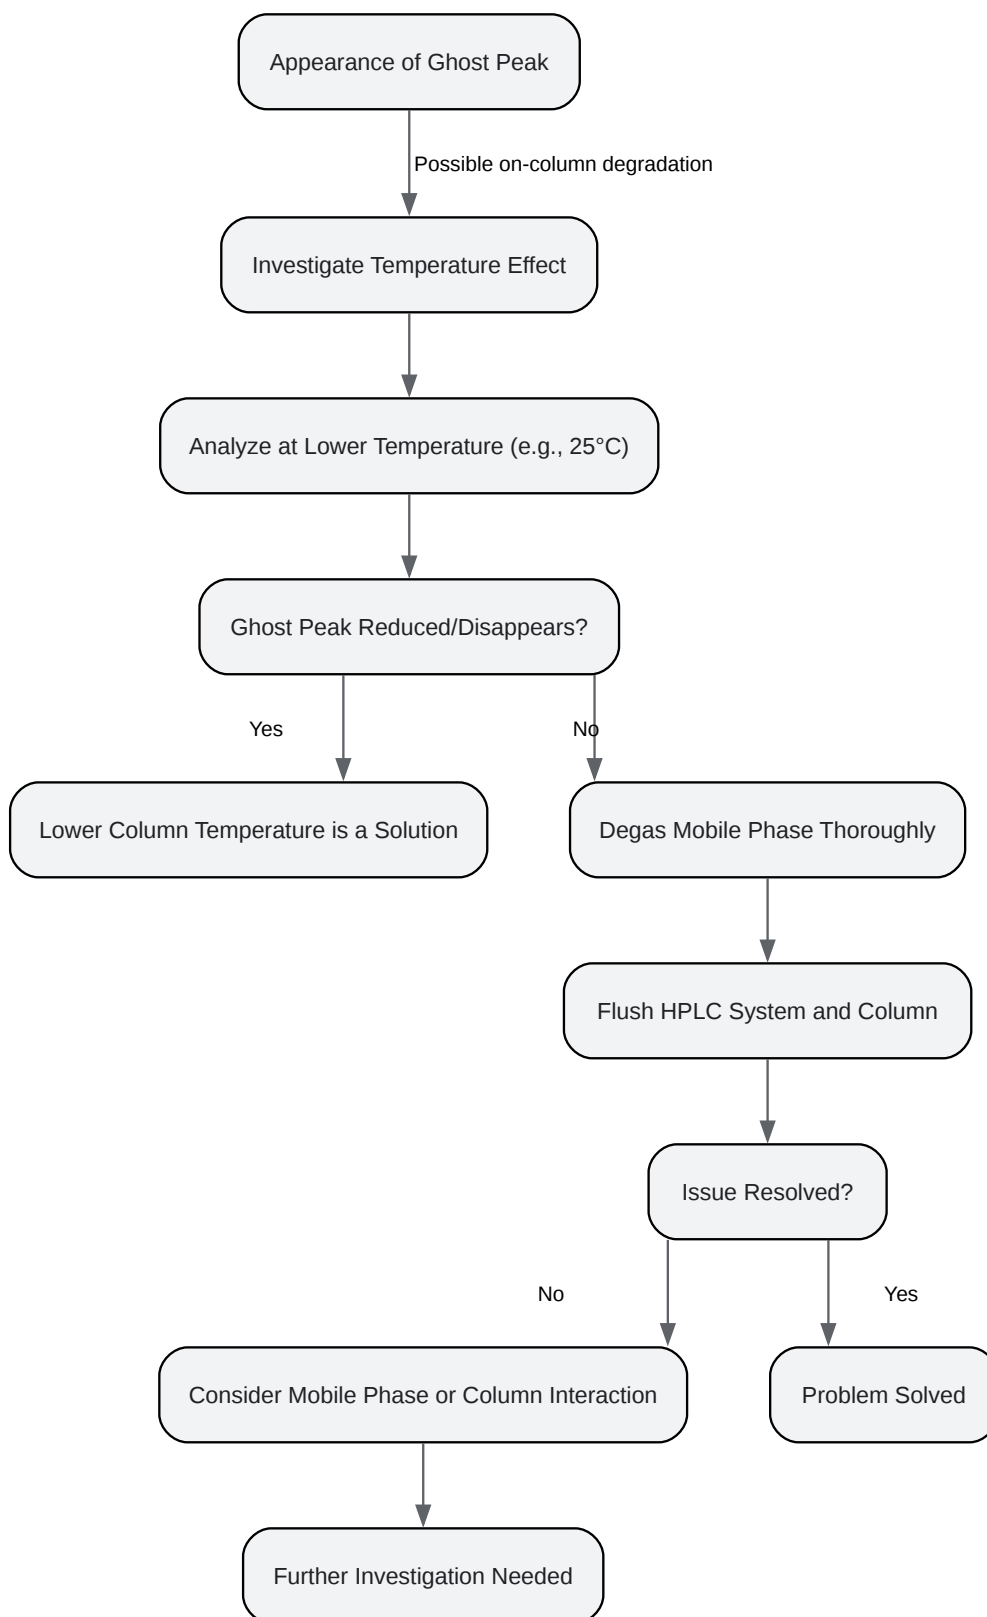 Appearance of Ghost Peak
Possible on-column degradation
Investigate Temperature Effect
Analyze at Lower Temperature (e.g., 25°C)
Ghost Peak Reduced/Disappears?
Yes
No
Lower Column Temperature is a Solution
Degas Mobile Phase Thoroughly
Flush HPLC System and Column
Issue Resolved?
No
Yes
Consider Mobile Phase or Column Interaction
Problem Solved
Further Investigation Needed